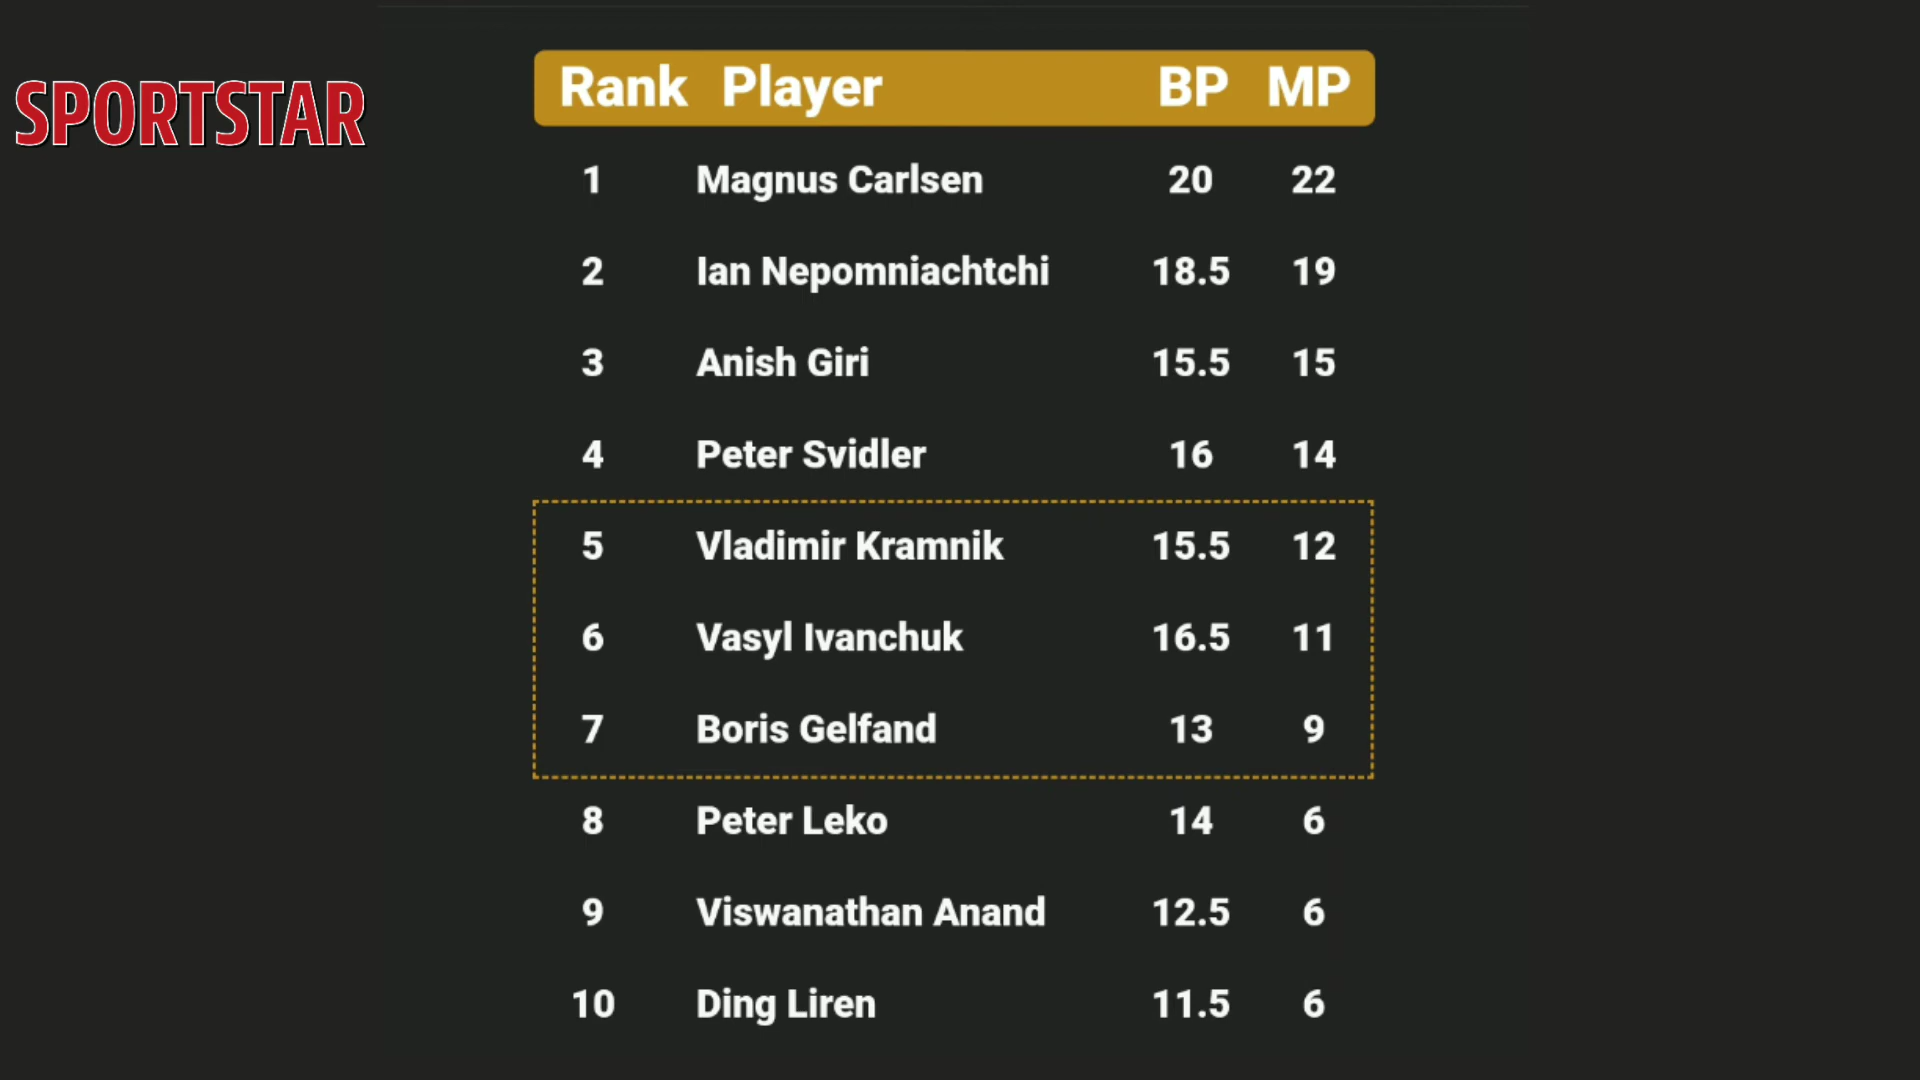 SPORTSTAR
Rank Player BP MP
1 Magnus Carlsen 20 22
2 Ian Nepomniachtchi 18.5 19
3 Anish Giri 15.5 15
4 Peter Svidler 16 14
5 Vladimir Kramnik 15.5 12
6 Vasyl Ivanchuk 16.5 11
7 Boris Gelfand 13 9
8 Peter Leko 14 6
9 Viswanathan Anand 12.5 6
10 Ding Liren 11.5 6